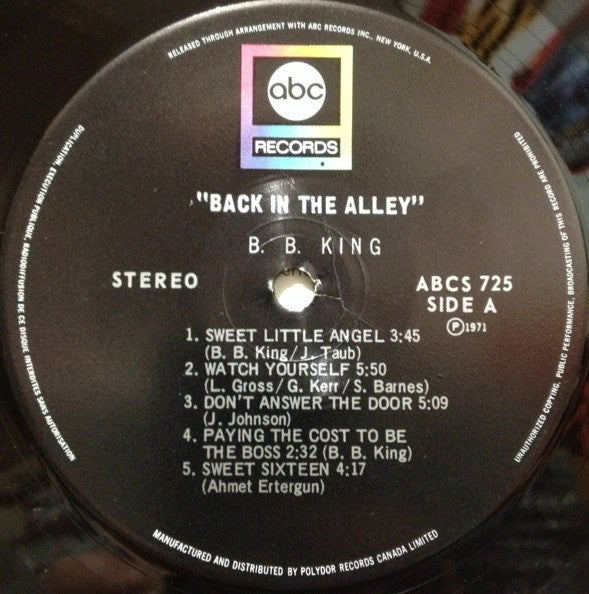 RELEASED THROUGH ARRANGEMENT WITH ABC RECORDS INC., NEW YORK, U.S.A.
abc
RECORDS
"BACK IN THE ALLEY"
B. B. KING
STEREO
ABCS 725
SIDE A
Ⓟ1971
1. SWEET LITTLE ANGEL 3:45
(B. B. King/J. Taub)
2. WATCH YOURSELF 5:50
(L. Gross/G. Kerr/S. Barnes)
3. DON'T ANSWER THE DOOR 5:09
(J. Johnson)
4. PAYING THE COST TO BE
THE BOSS 2:32 (B. B. King)
5. SWEET SIXTEEN 4:17
(Ahmet Ertergun)
DUPLICATION, EXECUTION PUBLIQUE, RADIODIFFUSION DE CE DISQUE INTERDITES SANS AUTORISATION
UNAUTHORIZED COPYING, PUBLIC PERFORMANCE, BROADCASTING OF THIS RECORD ARE PROHIBITED
MANUFACTURED AND DISTRIBUTED BY POLYDOR RECORDS CANADA LIMITED